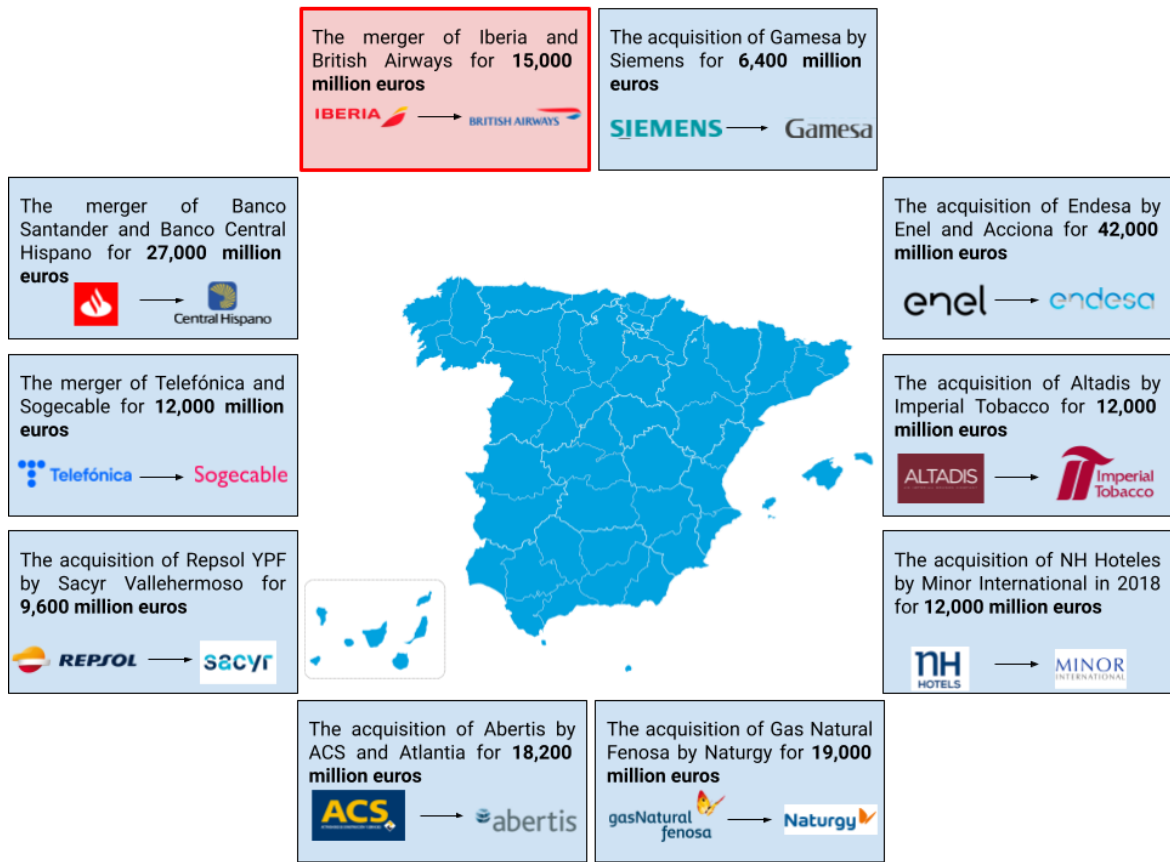 The merger of Iberia and
British Airways for 15,000
million euros
IBERIA
BRITISH AIRWAYS
The acquisition of Gamesa by
Siemens for 6,400 million
euros
SIEMENS
Gamesa
The merger of Banco
Santander and Banco Central
Hispano for 27,000 million
euros
Central Hispano
The acquisition of Endesa by
Enel and Acciona for 42,000
million euros
enel
endesa
The merger of Telefónica and
Sogecable for 12,000 million
euros
Telefónica
Sogecable
The acquisition of Altadis by
Imperial Tobacco for 12,000
million euros
ALTADIS
Imperial
Tobacco
The acquisition of Repsol YPF
by Sacyr Vallehermoso for
9,600 million euros
REPSOL
sacyr
The acquisition of NH Hoteles
by Minor International in 2018
for 12,000 million euros
nH
HOTELS
MINOR
INTERNATIONAL
The acquisition of Abertis by
ACS and Atlantia for 18,200
million euros
ACS
abertis
The acquisition of Gas Natural
Fenosa by Naturgy for 19,000
million euros
gasNatural
fenosa
Naturgy